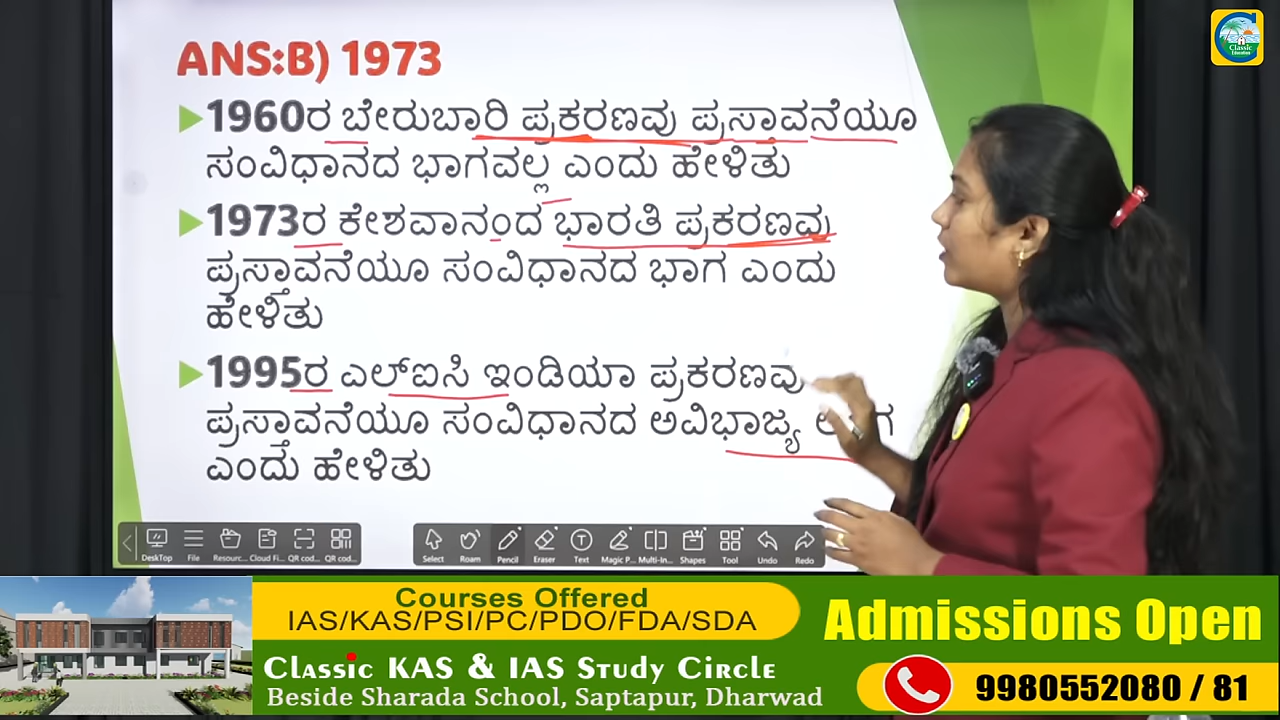 Classic
Education
ANS:B) 1973
1960ರ ಬೇರುಬಾರಿ ಪ್ರಕರಣವು ಪ್ರಸ್ತಾವನೆಯೂ
ಸಂವಿಧಾನದ ಭಾಗವಲ್ಲ ಎಂದು ಹೇಳಿತು
1973ರ ಕೇಶವಾನಂದ ಭಾರತಿ ಪ್ರಕರಣವು
ಪ್ರಸ್ತಾವನೆಯೂ ಸಂವಿಧಾನದ ಭಾಗ ಎಂದು
ಹೇಳಿತು
1995ರ ಎಲ್ಐಸಿ ಇಂಡಿಯಾ ಪ್ರಕರಣವು
ಪ್ರಸ್ತಾವನೆಯೂ ಸಂವಿಧಾನದ ಅವಿಭಾಜ್ಯ
ಎಂದು ಹೇಳಿತು
DeskTop File Resourc... Cloud Fi... QR cod... QR cod... Select Roam Pencil Eraser Text Magic P... Multi-In... Shapes Tool Undo Redo
Courses Offered
IAS/KAS/PSI/PC/PDO/FDA/SDA
Classic KAS & IAS Study Circle
Beside Sharada School, Saptapur, Dharwad
Admissions Open
9980552080 / 81